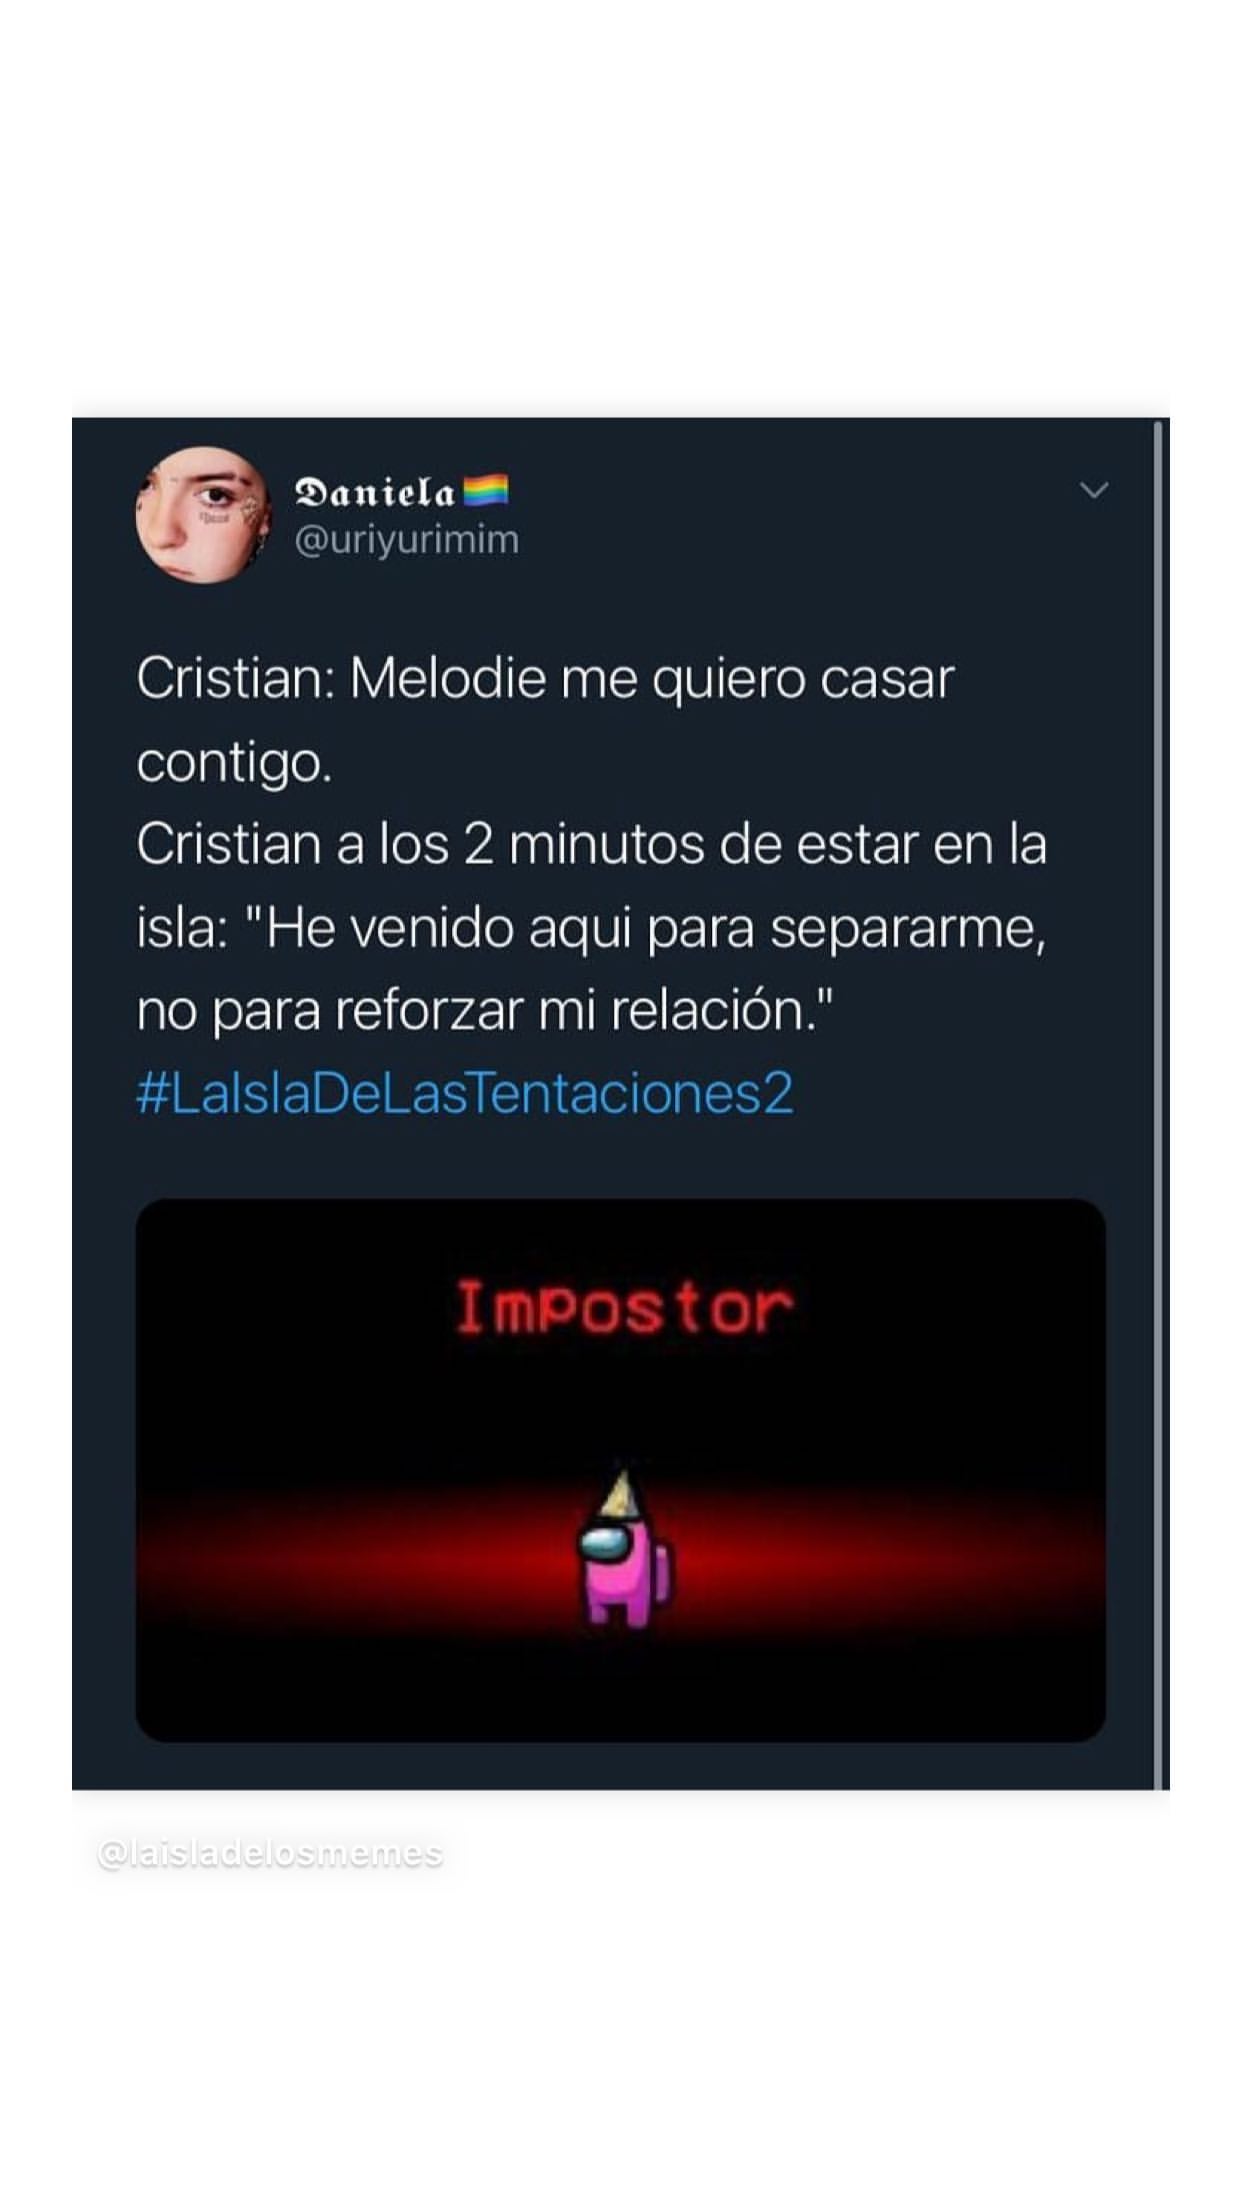 𝕯𝖆𝖓𝖎𝖊𝖑𝖆🏳️‍🌈
@uriyurimim
Cristian: Melodie me quiero casar
contigo.
Cristian a los 2 minutos de estar en la
isla: "He venido aqui para separarme,
no para reforzar mi relación."
#LaIslaDeLasTentaciones2
Impostor
@laisladelosmemes